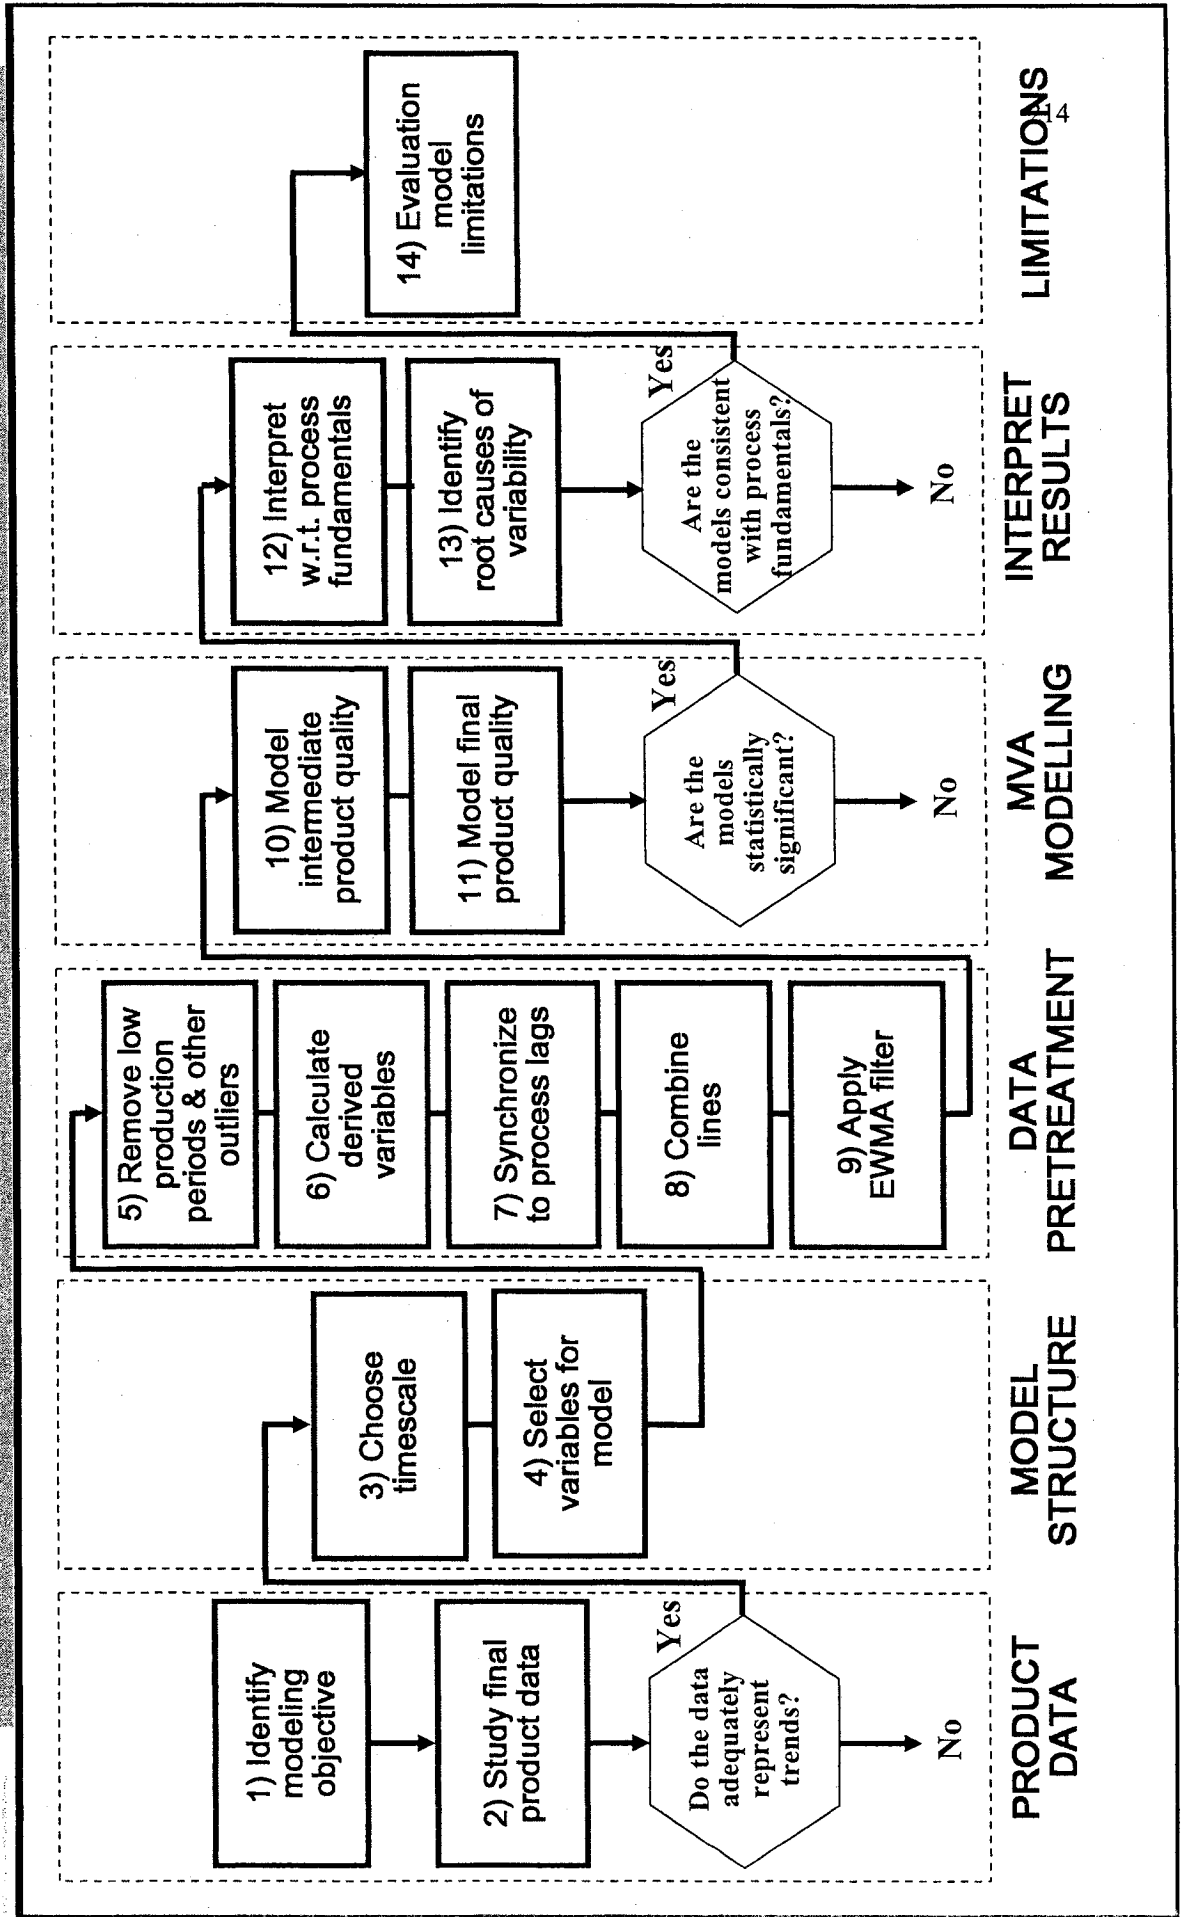 1) Identify
modeling
objective
2) Study final
product data
Do the data
adequately
represent
trends?
Yes
No
PRODUCT
DATA
3) Choose
timescale
4) Select
variables for
model
MODEL
STRUCTURE
5) Remove low
production
periods & other
outliers
6) Calculate
derived
variables
7) Synchronize
to process lags
8) Combine
lines
9) Apply
EWMA filter
DATA
PRETREATMENT
10) Model
intermediate
product quality
11) Model final
product quality
Are the
models
statistically
significant?
Yes
No
MVA
MODELLING
12) Interpret
w.r.t. process
fundamentals
13) Identify
root causes of
variability
Are the
models consistent
with process
fundamentals?
Yes
No
INTERPRET
RESULTS
14) Evaluation
model
limitations
LIMITATIONS